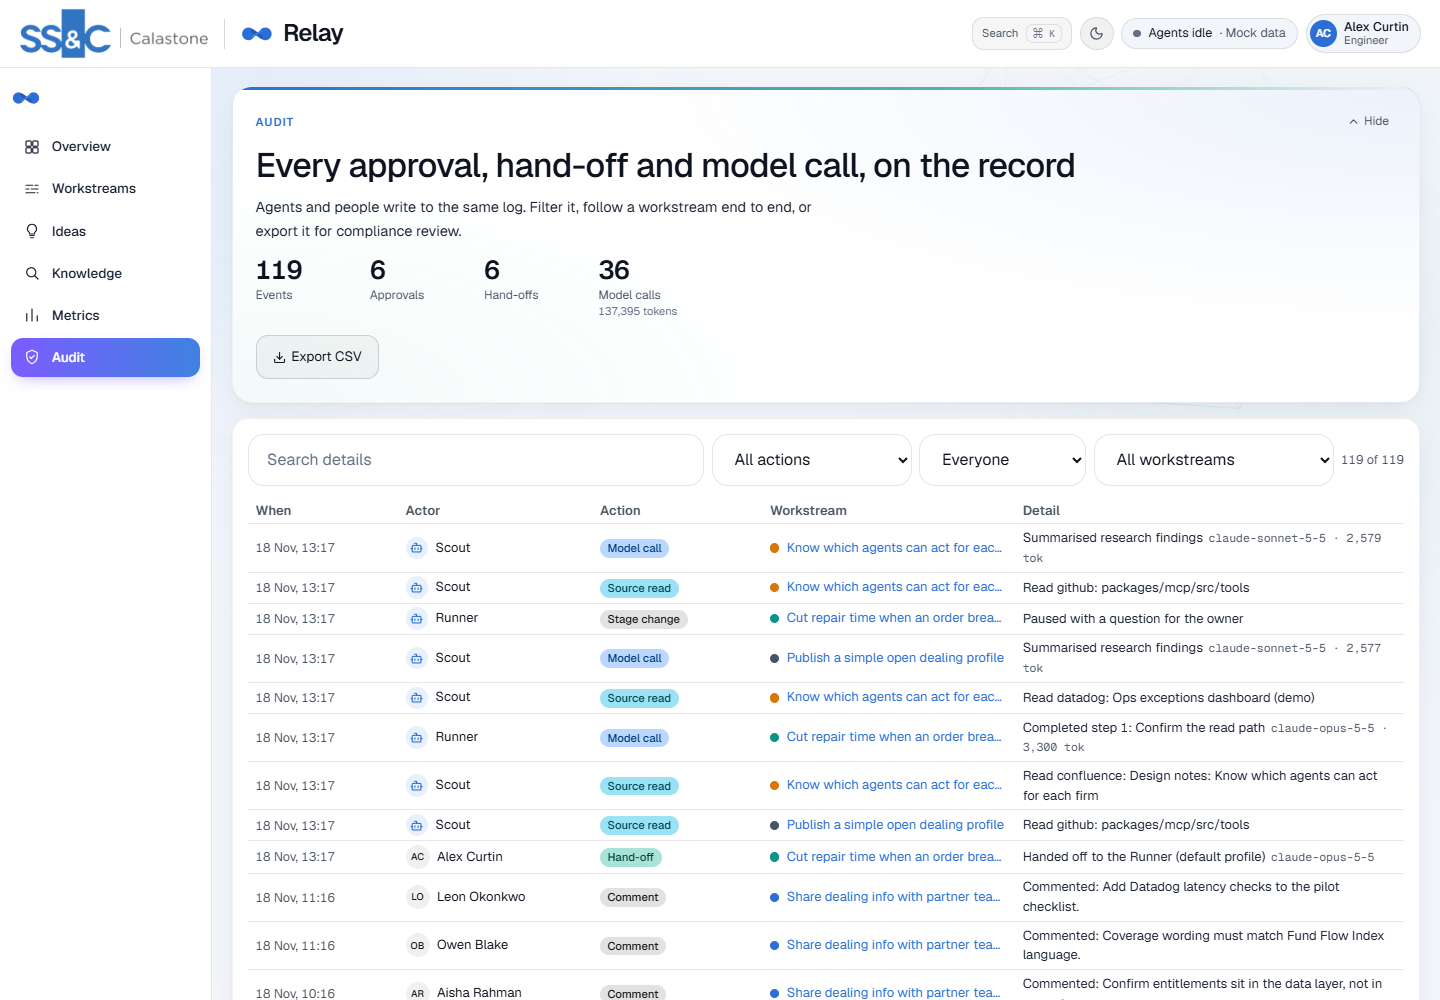 SS&C | Calastone
Relay
Search ⌘ K
Agents idle · Mock data
AC
Alex Curtin
Engineer
Overview
Workstreams
Ideas
Knowledge
Metrics
Audit
AUDIT
Hide
Every approval, hand-off and model call, on the record
Agents and people write to the same log. Filter it, follow a workstream end to end, or
export it for compliance review.
119 6 6 36
Events Approvals Hand-offs Model calls
137,395 tokens
Export CSV
Search details All actions Everyone All workstreams 119 of 119
When Actor Action Workstream Detail
18 Nov, 13:17 Scout Model call Know which agents can act for eac... Summarised research findings claude-sonnet-5-5 · 2,579
tok
18 Nov, 13:17 Scout Source read Know which agents can act for eac... Read github: packages/mcp/src/tools
18 Nov, 13:17 Runner Stage change Cut repair time when an order brea... Paused with a question for the owner
18 Nov, 13:17 Scout Model call Publish a simple open dealing profile Summarised research findings claude-sonnet-5-5 · 2,577
tok
18 Nov, 13:17 Scout Source read Know which agents can act for eac... Read datadog: Ops exceptions dashboard (demo)
18 Nov, 13:17 Runner Model call Cut repair time when an order brea... Completed step 1: Confirm the read path claude-opus-5-5 ·
3,300 tok
18 Nov, 13:17 Scout Source read Know which agents can act for eac... Read confluence: Design notes: Know which agents can act
for each firm
18 Nov, 13:17 Scout Source read Publish a simple open dealing profile Read github: packages/mcp/src/tools
18 Nov, 13:17 AC Alex Curtin Hand-off Cut repair time when an order brea... Handed off to the Runner (default profile) claude-opus-5-5
18 Nov, 11:16 LO Leon Okonkwo Comment Share dealing info with partner tea... Commented: Add Datadog latency checks to the pilot
checklist.
18 Nov, 11:16 OB Owen Blake Comment Share dealing info with partner tea... Commented: Coverage wording must match Fund Flow Index
language.
18 Nov, 10:16 AR Aisha Rahman Comment Share dealing info with partner tea... Commented: Confirm entitlements sit in the data layer, not in